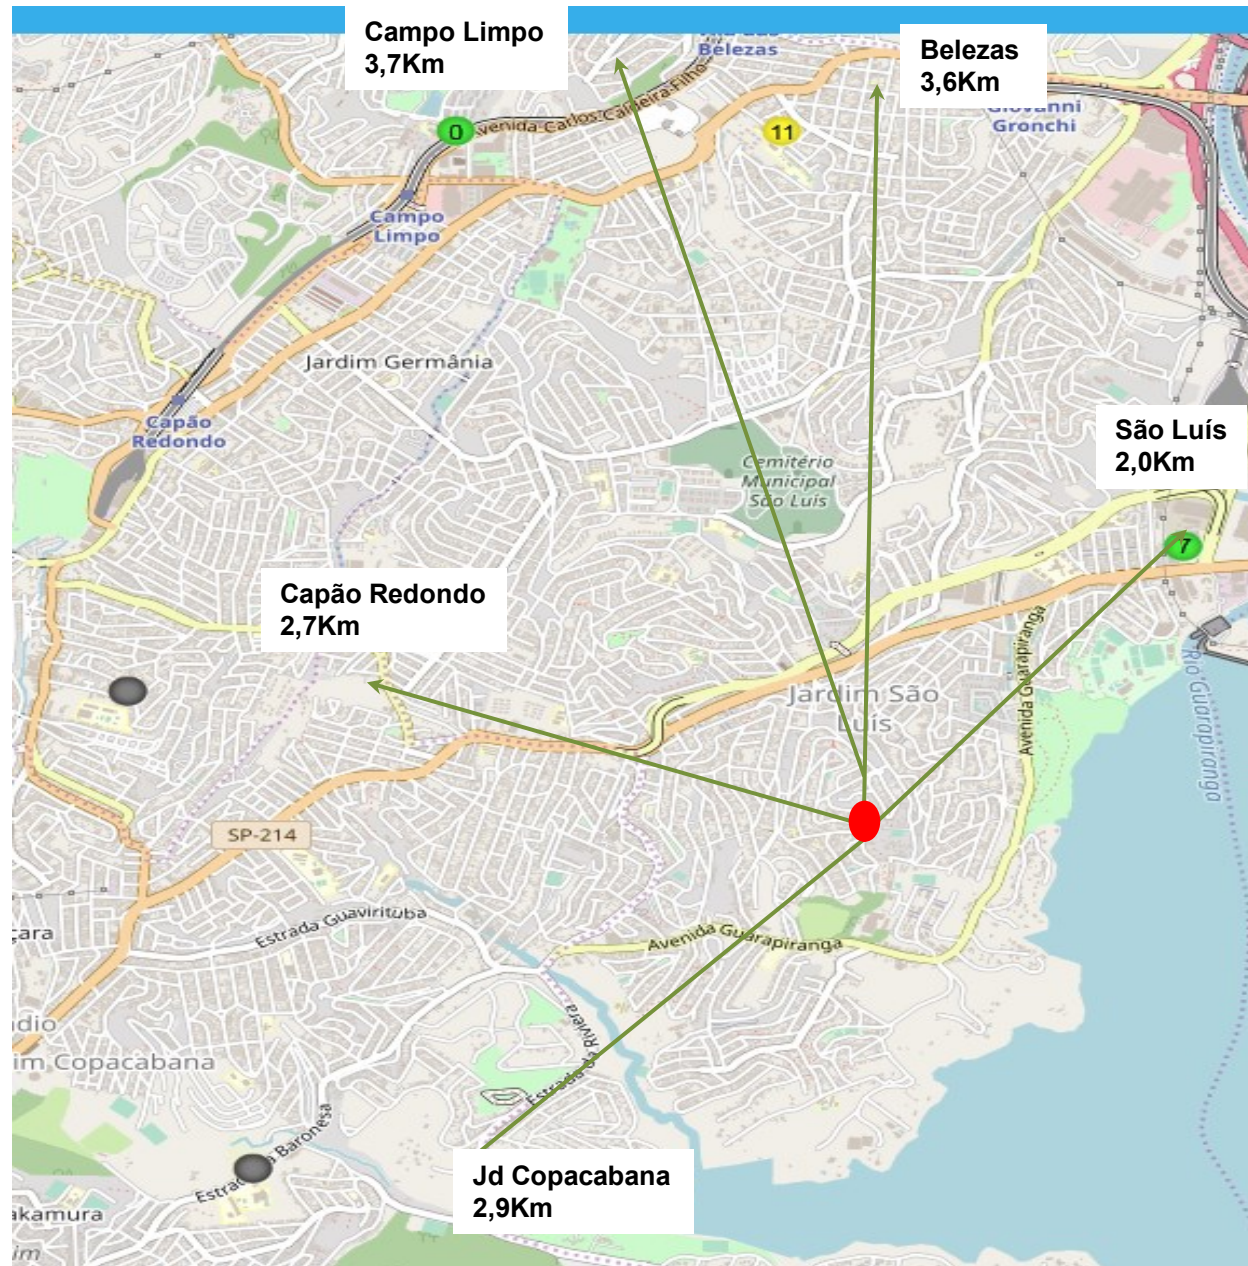 Campo Limpo
3,7Km
Belezas
Belezas
3,6Km
Avenida Carlos Caldeira Filho
Giovanni
Gronchi
0
11
Campo
Limpo
Jardim Germânia
Capão
Redondo
São Luís
2,0Km
Cemitério
Municipal
São Luís
7
Capão Redondo
2,7Km
Avenida Guarapiranga
Rio Guarapiranga
Jardim São
Luís
SP-214
Estrada Guavirituba
Avenida Guarapiranga
Estrada da Riviera
im Copacabana
Jd Copacabana
2,9Km
akamura